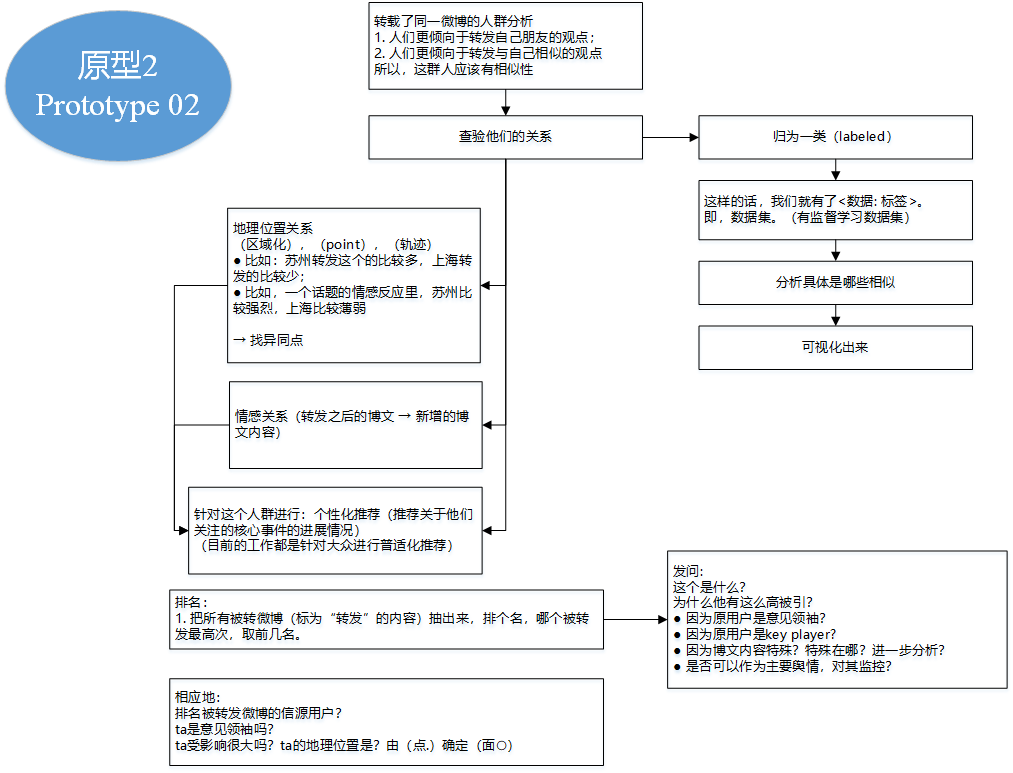 原型2
Prototype 02
转载了同一微博的人群分析
1. 人们更倾向于转发自己朋友的观点；
2. 人们更倾向于转发与自己相似的观点
所以，这群人应该有相似性
查验他们的关系
归为一类（labeled）
这样的话，我们就有了<数据: 标签>。
即，数据集。（有监督学习数据集）
分析具体是哪些相似
可视化出来
地理位置关系
（区域化），（point），（轨迹）
● 比如：苏州转发这个的比较多，上海转
发的比较少；
● 比如，一个话题的情感反应里，苏州比
较强烈，上海比较薄弱
→ 找异同点
情感关系（转发之后的博文 → 新增的博
文内容）
针对这个人群进行：个性化推荐（推荐关于他们
关注的核心事件的进展情况）
（目前的工作都是针对大众进行普适化推荐）
排名：
1. 把所有被转微博（标为“转发”的内容）抽出来，排个名，哪个被转
发最高次，取前几名。
发问：
这个是什么？
为什么他有这么高被引？
● 因为原用户是意见领袖？
● 因为原用户是key player？
● 因为博文内容特殊？特殊在哪？进一步分析？
● 是否可以作为主要舆情，对其监控？
相应地：
排名被转发微博的信源用户？
ta是意见领袖吗？
ta受影响很大吗？ta的地理位置是？由（点.）确定（面○）